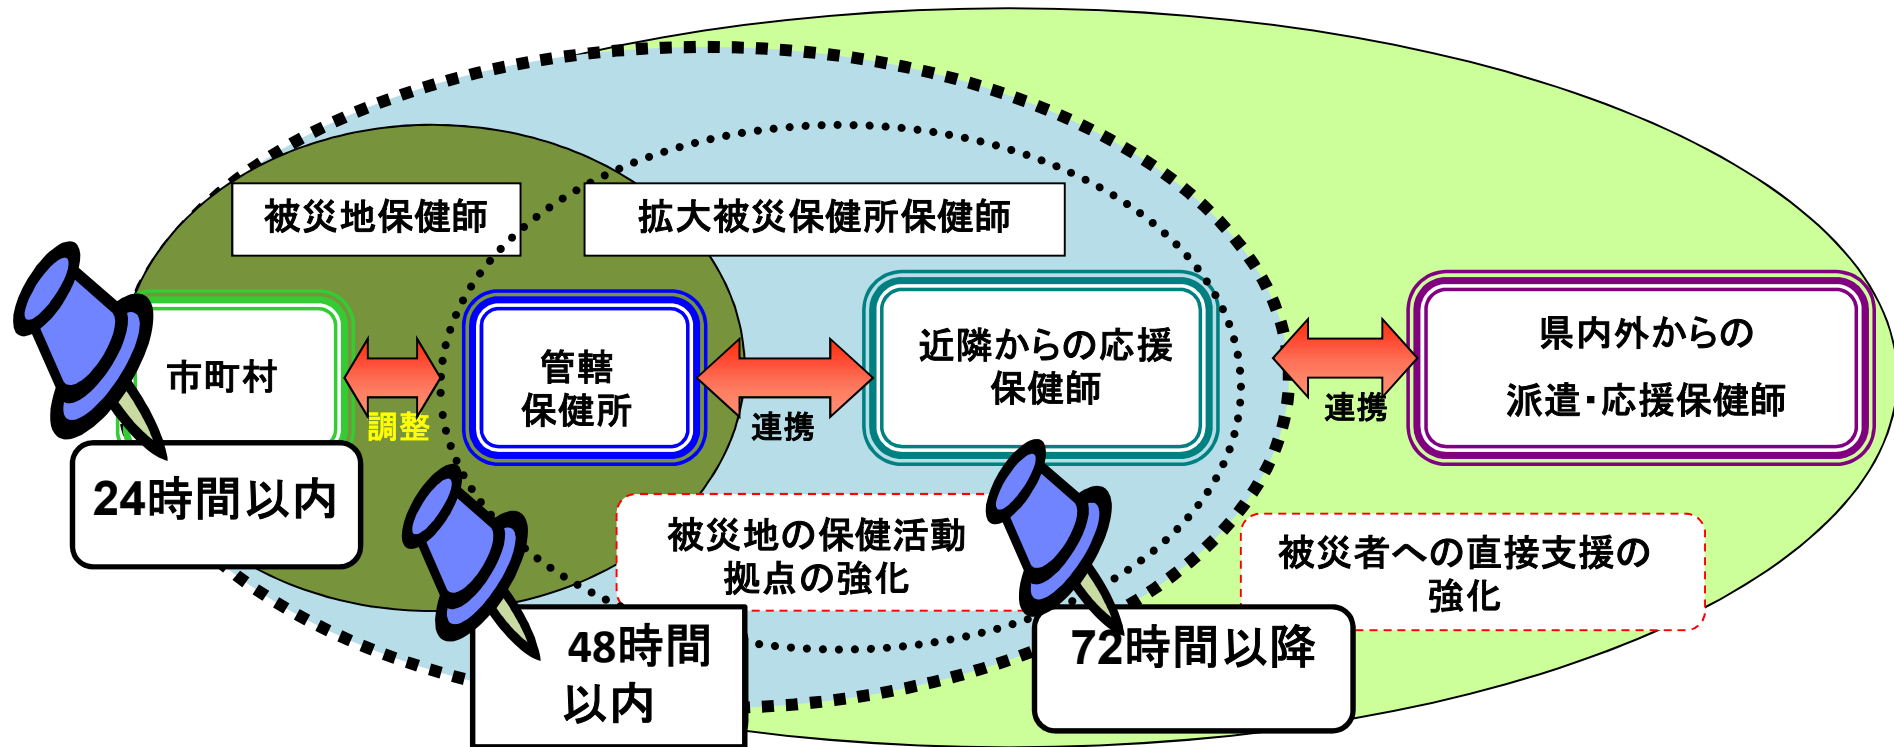 被災地保健師
拡大被災保健所保健師
市町村
調整
管轄
保健所
連携
近隣からの応援
保健師
連携
県内外からの
派遣・応援保健師
24時間以内
被災地の保健活動
拠点の強化
被災者への直接支援の
強化
48時間
以内
72時間以降